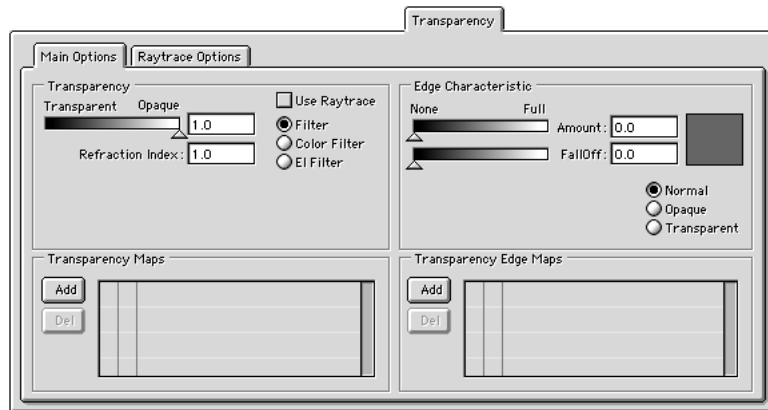 Transparency
Main Options Raytrace Options
Transparency
Transparent Opaque
1.0
Refraction Index: 1.0
Use Raytrace
Filter
Color Filter
El Filter
Edge Characteristic
None Full
Amount: 0.0
FallOff: 0.0
Normal
Opaque
Transparent
Transparency Maps
Add
Del
Transparency Edge Maps
Add
Del